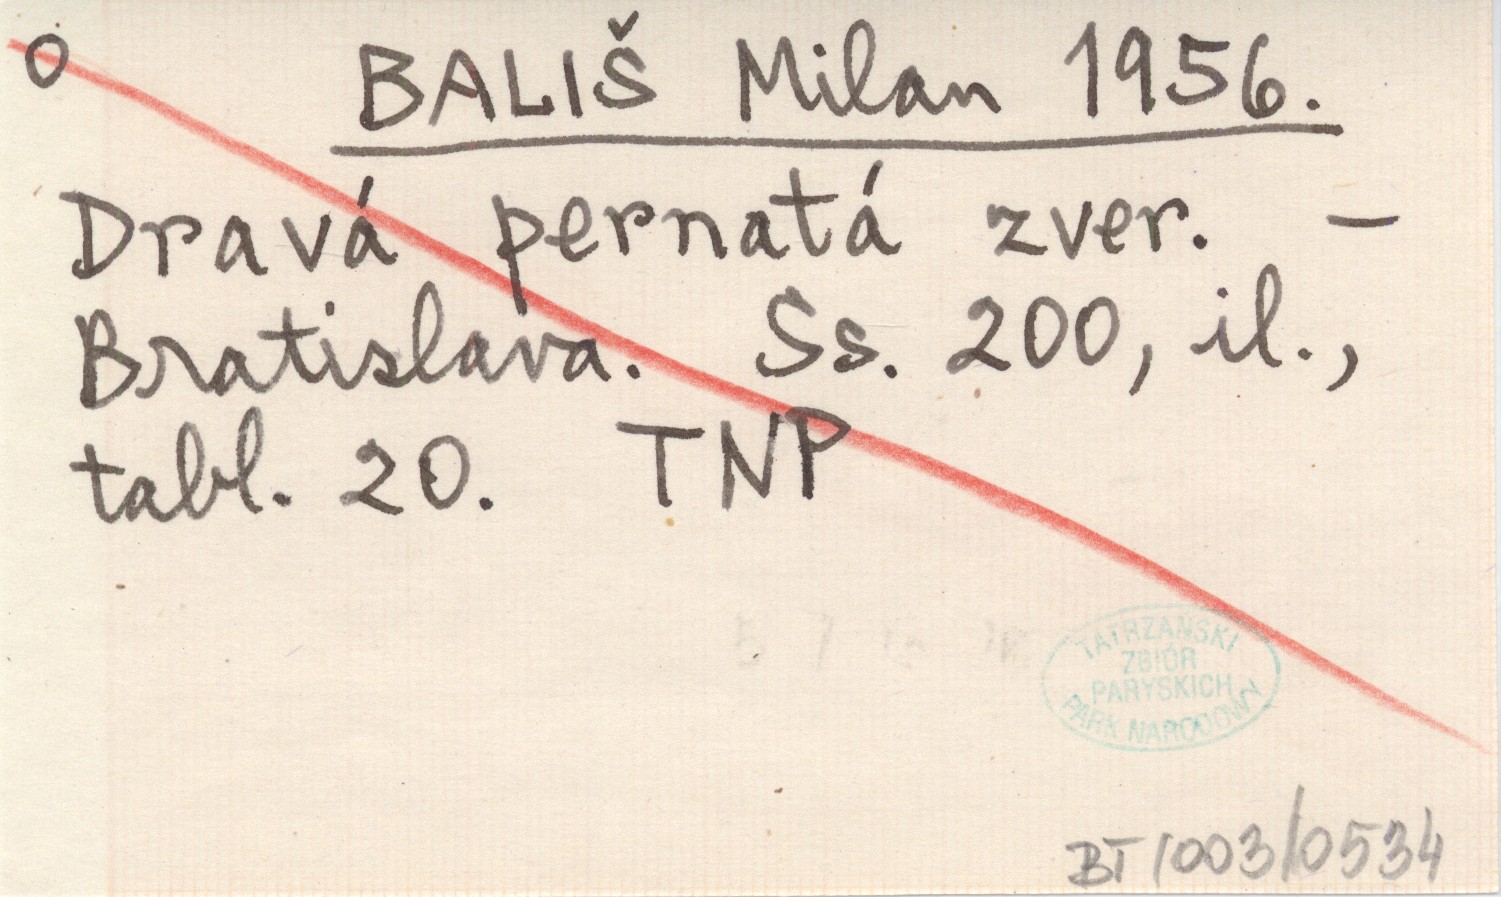 O
BALIŠ Milan 1956.
Dravá pernatá zver. –
Bratislava. Ss. 200, il.,
tabl. 20. TNP
TATRZAŃSKI
ZBIÓR
PARYSKICH
PARK NARODOWY
BT/003/0534